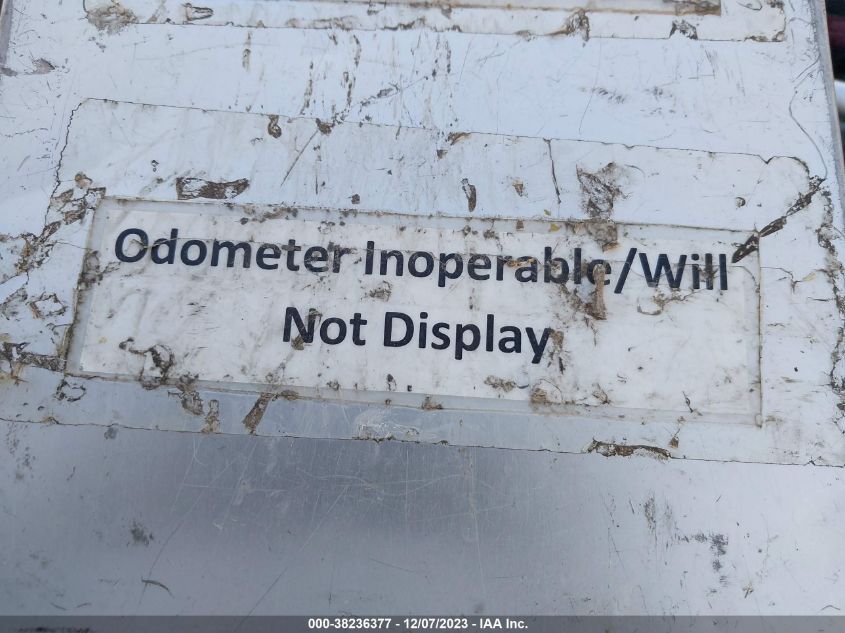 Odometer Inoperable/Will
Not Display
000-38236377 - 12/07/2023 - IAA Inc.